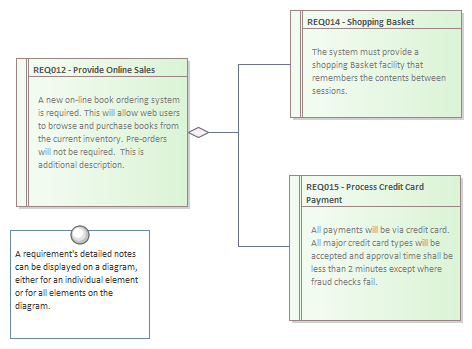 REQ012 - Provide Online Sales
A new on-line book ordering system
is required. This will allow web users
to browse and purchase books from
the current inventory. Pre-orders
will not be required.  This is
additional description.
REQ014 - Shopping Basket
The system must provide a
shopping Basket facility that
remembers the contents between
sessions.
REQ015 - Process Credit Card
Payment
All payments will be via credit card.
All major credit card types will be
accepted and approval time shall be
less than 2 minutes except where
fraud checks fail.
A requirement's detailed notes
can be displayed on a diagram,
either for an individual element
or for all elements on the
diagram.